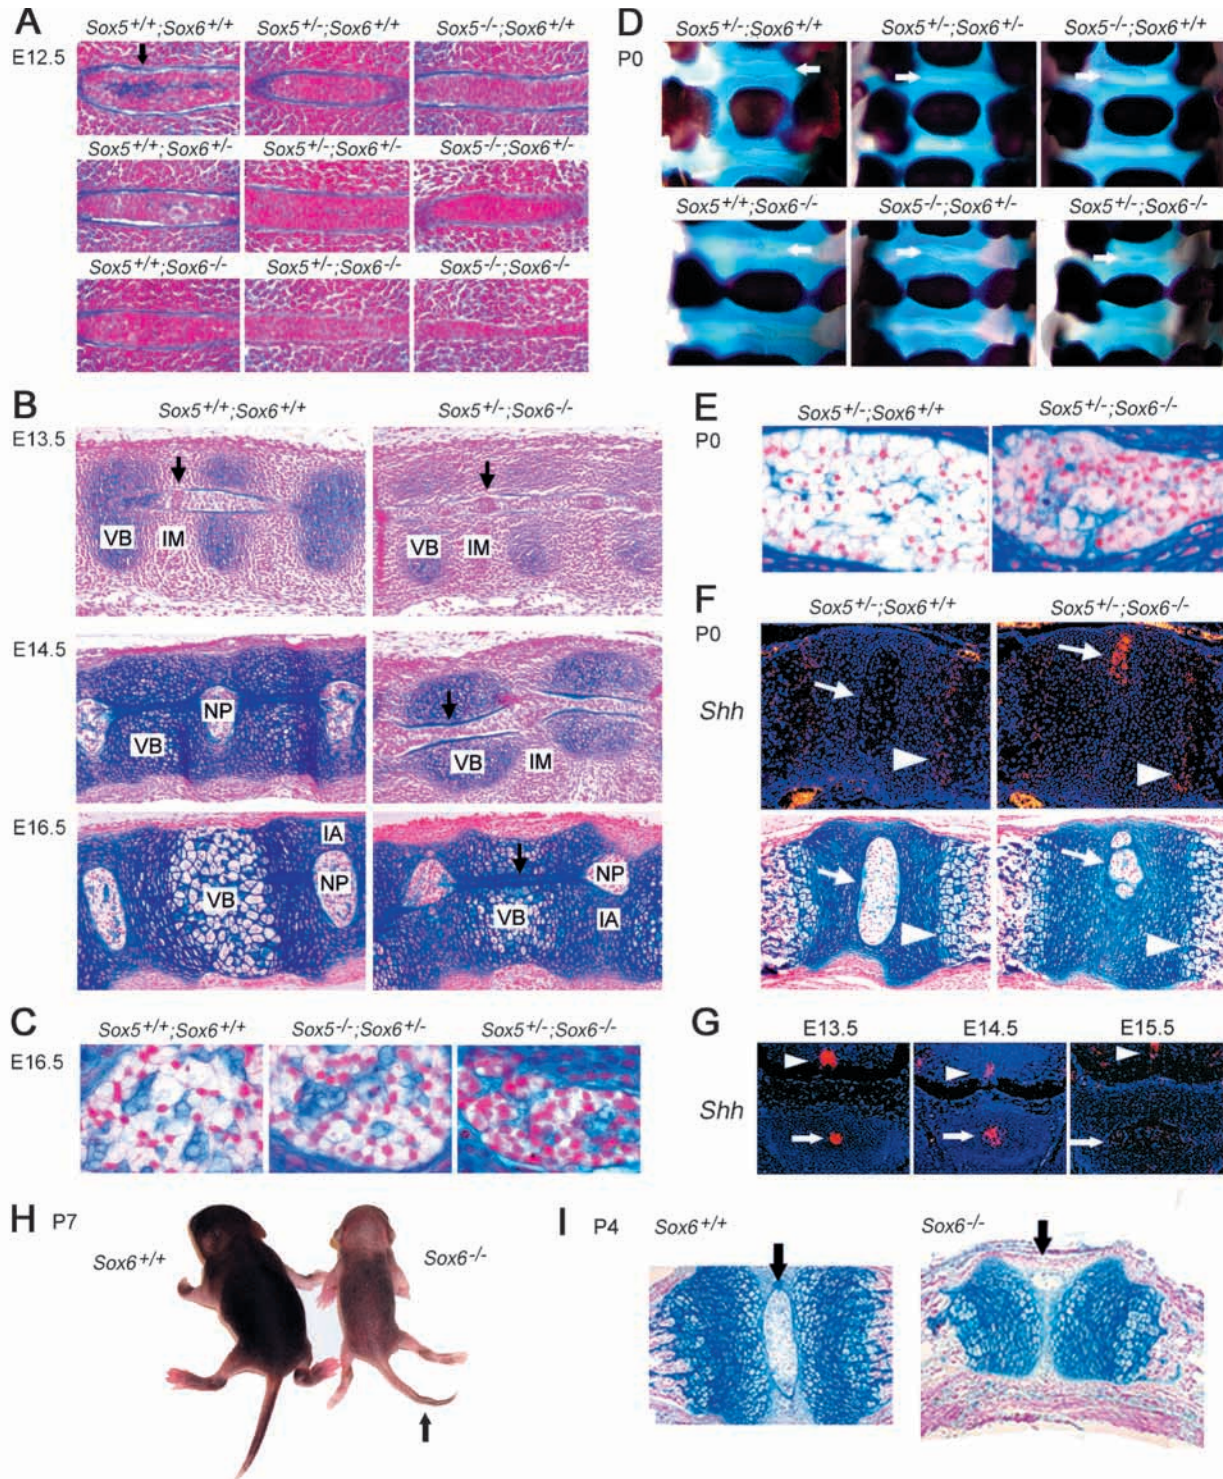 A
Sox5+/+;Sox6+/+ Sox5+/-;Sox6+/+ Sox5-/-;Sox6+/+
E12.5
Sox5+/+;Sox6+/- Sox5+/-;Sox6+/- Sox5-/-;Sox6+/-
Sox5+/+;Sox6-/- Sox5+/-;Sox6-/- Sox5-/-;Sox6-/-
B
Sox5+/+;Sox6+/+ Sox5+/-;Sox6-/-
E13.5
VB IM VB IM
E14.5
NP
VB VB IM
E16.5
IA
NP NP
VB VB IA
C
Sox5+/+;Sox6+/+ Sox5-/-;Sox6+/- Sox5+/-;Sox6-/-
E16.5
D
Sox5+/-;Sox6+/+ Sox5+/-;Sox6+/- Sox5-/-;Sox6+/+
P0
Sox5+/+;Sox6-/- Sox5-/-;Sox6+/- Sox5+/-;Sox6-/-
E
Sox5+/-;Sox6+/+ Sox5+/-;Sox6-/-
P0
F
Sox5+/-;Sox6+/+ Sox5+/-;Sox6-/-
P0
Shh
G
E13.5 E14.5 E15.5
Shh
H P7
Sox6+/+ Sox6-/-
I P4
Sox6+/+ Sox6-/-